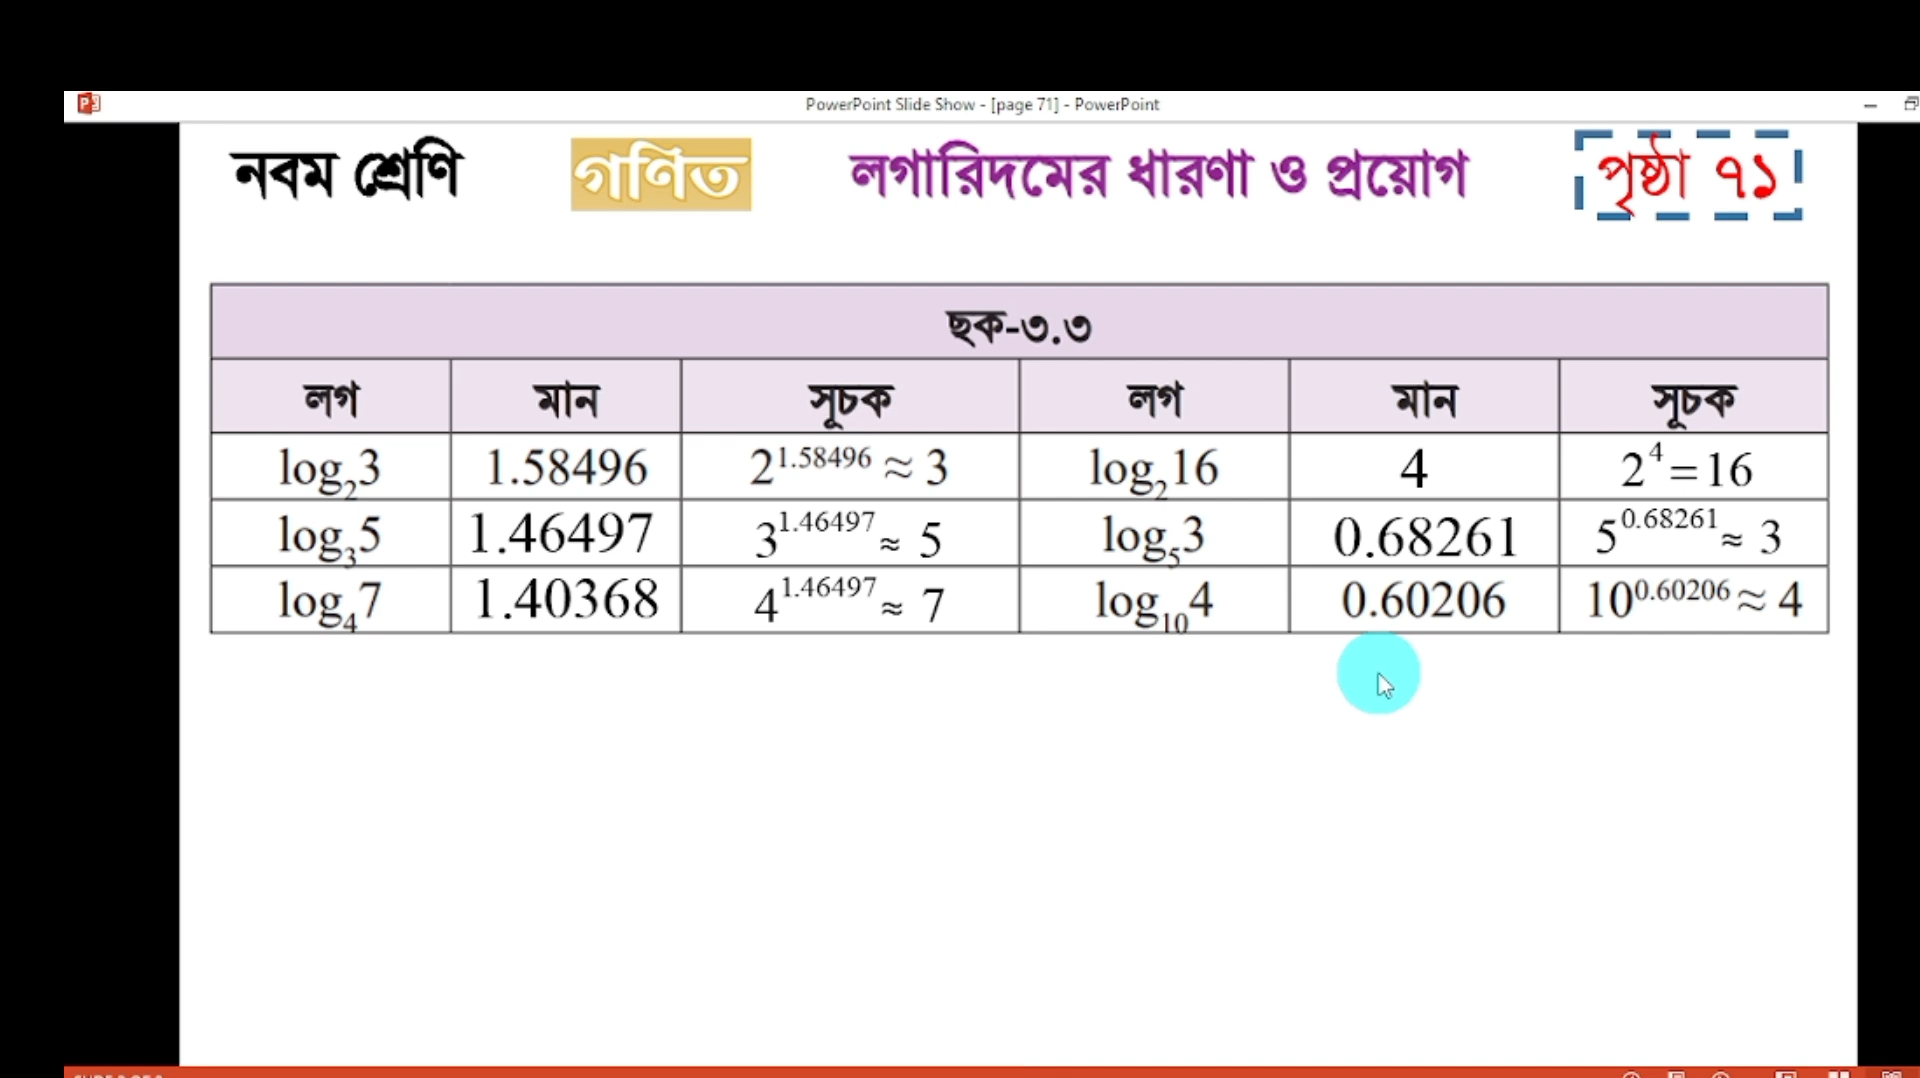 PowerPoint Slide Show - [page 71] - PowerPoint
নবম শ্রেণি গণিত লগারিদমের ধারণা ও প্রয়োগ পৃষ্ঠা ৭১
ছক-৩.৩
লগ মান সূচক লগ মান সূচক
log₂3 1.58496 2^1.58496 ≈ 3 log₂16 4 2^4 = 16
log₃5 1.46497 3^1.46497 ≈ 5 log₅3 0.68261 5^0.68261 ≈ 3
log₄7 1.40368 4^1.46497 ≈ 7 log₁₀4 0.60206 10^0.60206 ≈ 4